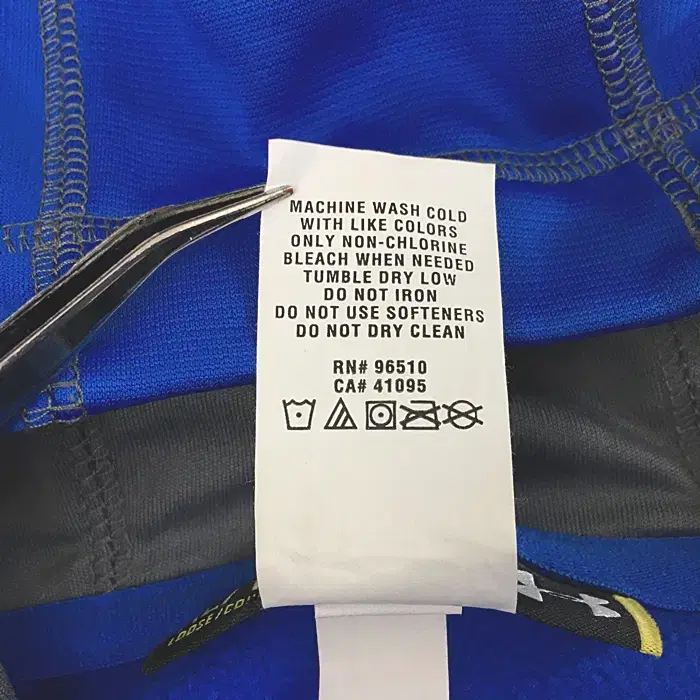 MACHINE WASH COLD
WITH LIKE COLORS
ONLY NON-CHLORINE
BLEACH WHEN NEEDED
TUMBLE DRY LOW
DO NOT IRON
DO NOT USE SOFTENERS
DO NOT DRY CLEAN
RN# 96510
CA# 41095
LOOSE/